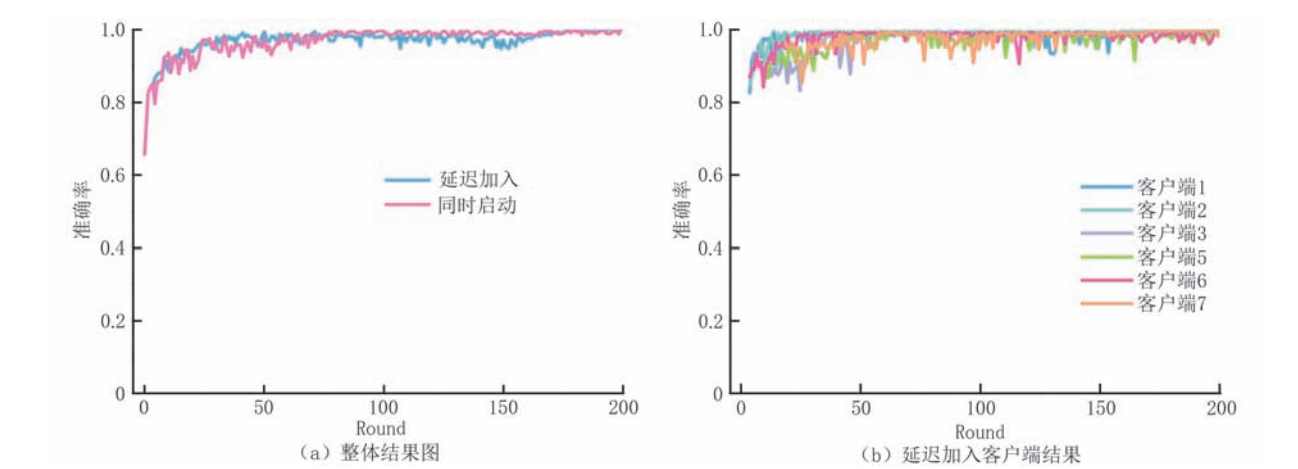 1.0
0.8
0.6
0.4
0.2
0
准确率
延迟加入
同时启动
0 50 100 150 200
Round
(a) 整体结果图
1.0
0.8
0.6
0.4
0.2
0
准确率
客户端1
客户端2
客户端3
客户端5
客户端6
客户端7
0 50 100 150 200
Round
(b) 延迟加入客户端结果